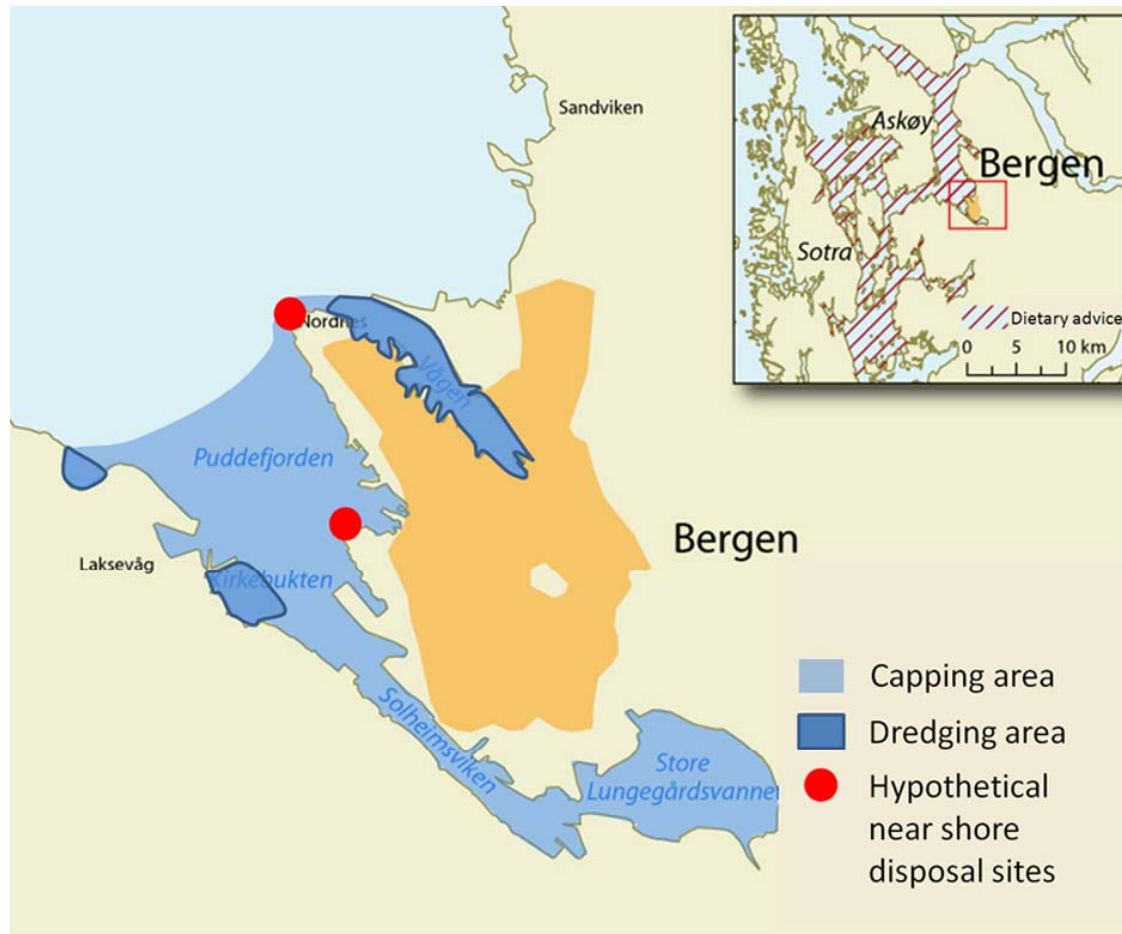 Sandviken
Nordnes
Vågen
Puddefjorden
Bergen
Laksevåg
Kirkebukten
Solheimsviken
Store
Lungegårdsvannet
Askøy
Bergen
Sotra
Dietary advice
0 5 10 km
Capping area
Dredging area
Hypothetical
near shore
disposal sites